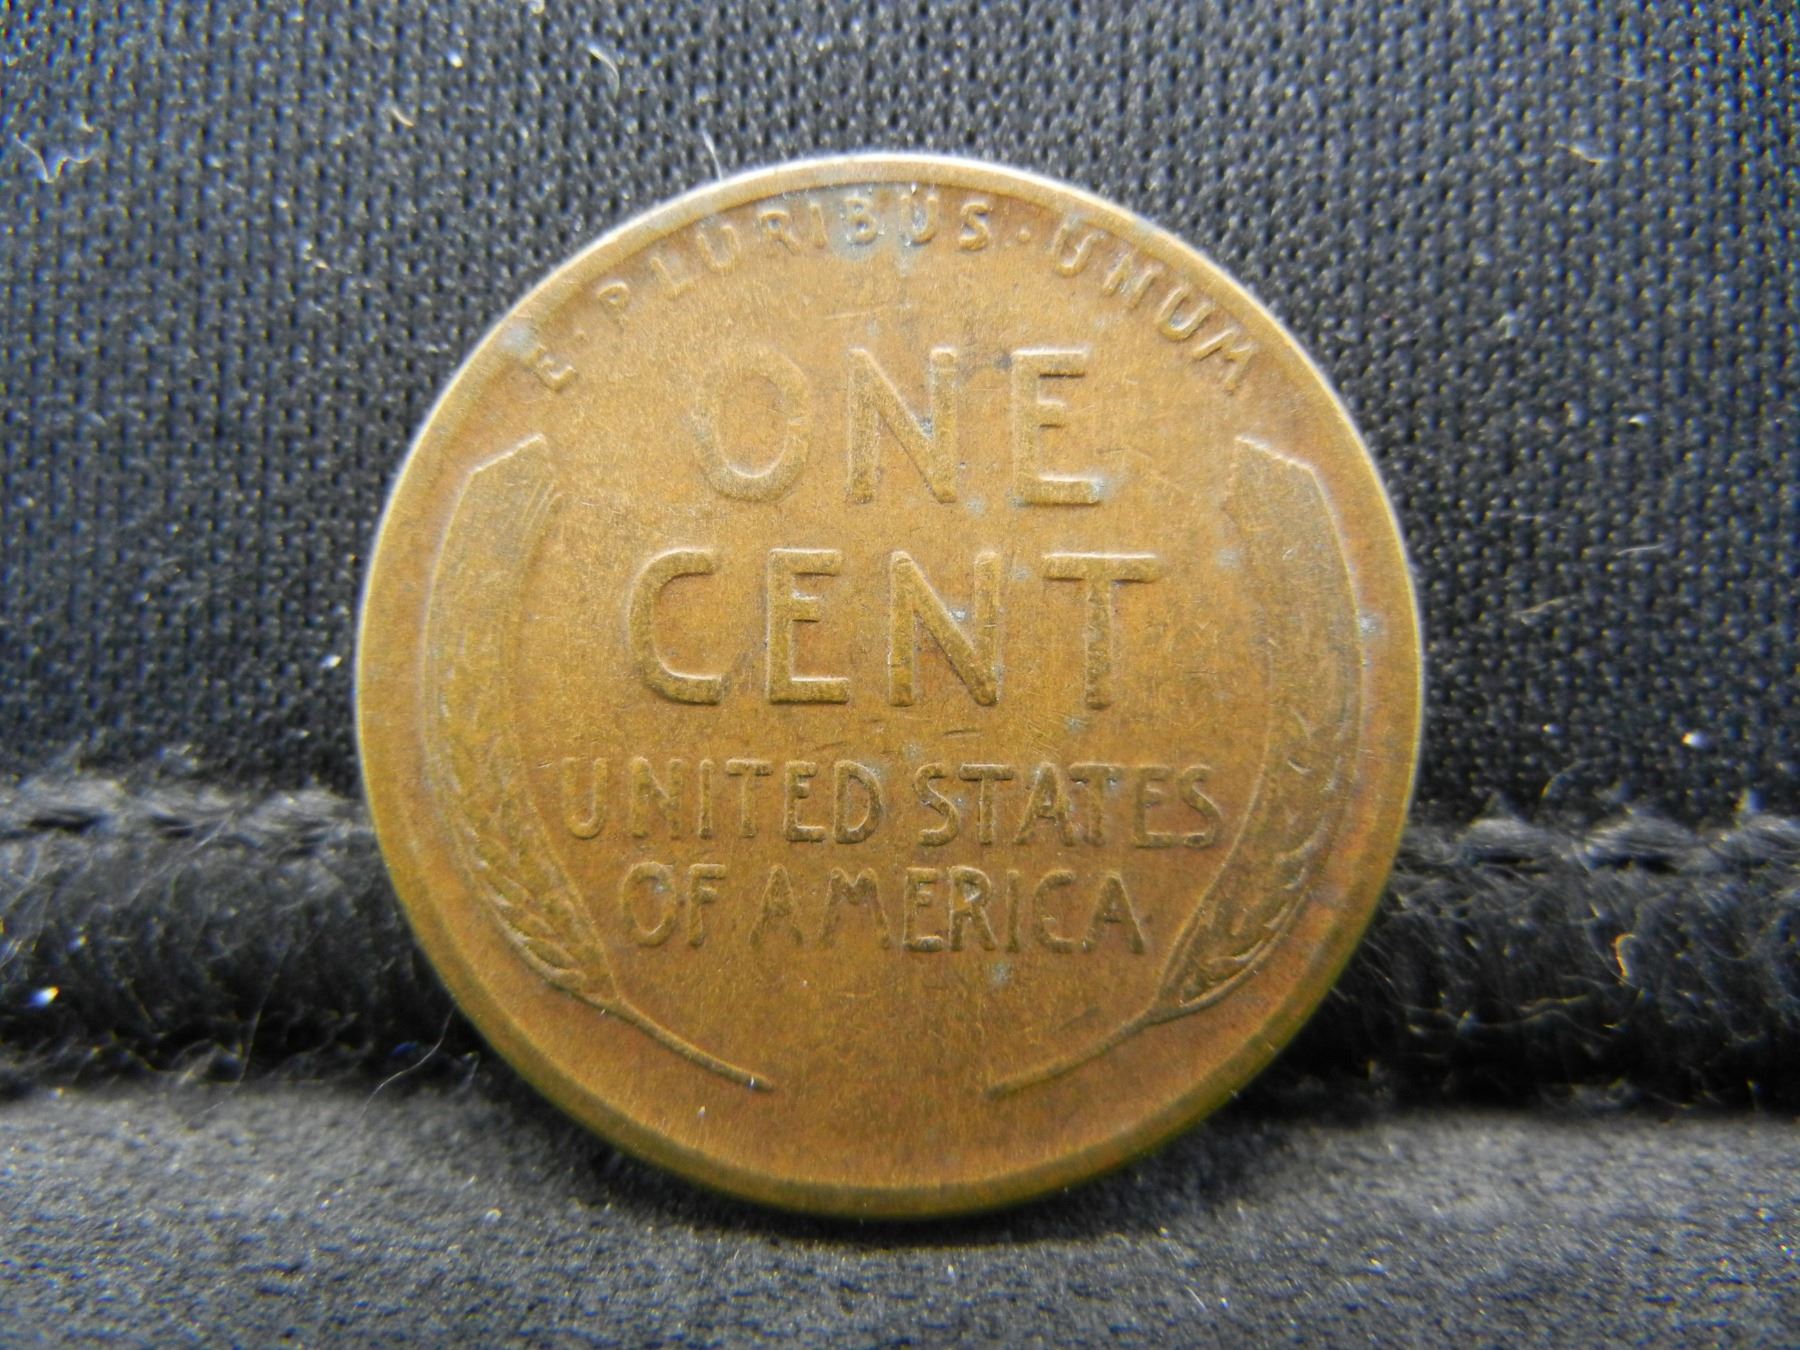 E · PLURIBUS · UNUM
ONE
CENT
UNITED STATES
OF AMERICA